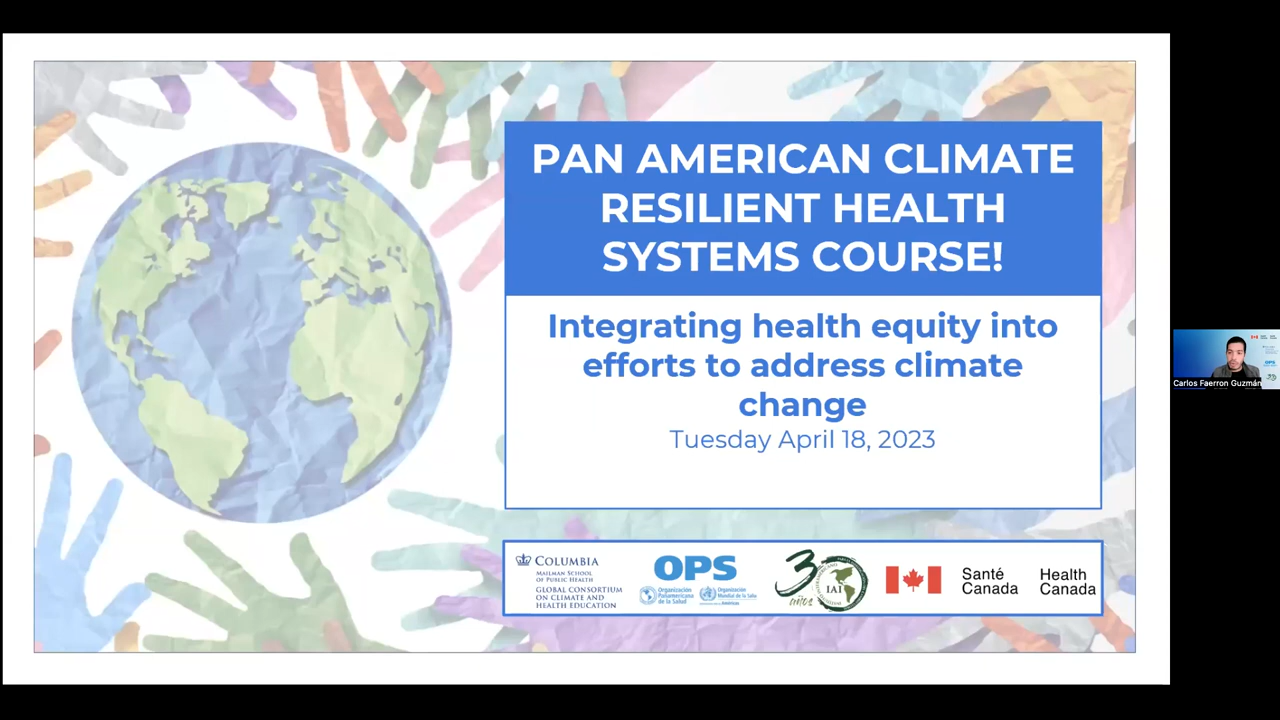 PAN AMERICAN CLIMATE
RESILIENT HEALTH
SYSTEMS COURSE!
Integrating health equity into
efforts to address climate
change
Tuesday April 18, 2023
COLUMBIA
MAILMAN SCHOOL
OF PUBLIC HEALTH
GLOBAL CONSORTIUM
ON CLIMATE AND
HEALTH EDUCATION
OPS
Organización
Panamericana
de la Salud
Organización
Mundial de la Salud
30
años
IAI
Santé
Canada
Health
Canada
Carlos Faerron Guzmán